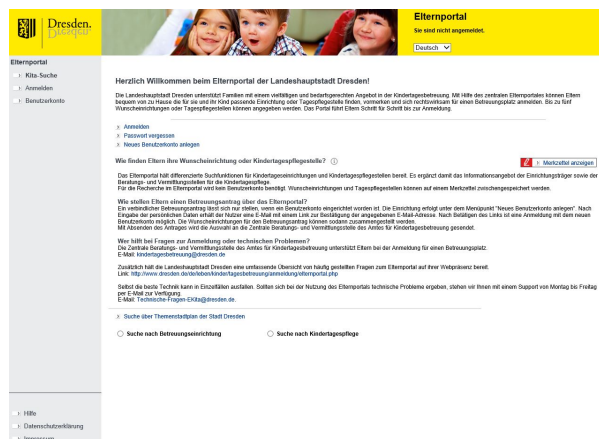 Dresden.
Dresden
Elternportal
Sie sind nicht angemeldet.
Deutsch
Elternportal
Kita-Suche
Anmelden
Benutzerkonto
Herzlich Willkommen beim Elternportal der Landeshauptstadt Dresden!
Die Landeshauptstadt Dresden unterstützt Familien mit einem vielfältigen und bedarfsgerechten Angebot in der Kindertagesbetreuung. Mit Hilfe des zentralen Elternportales können Eltern
bequem von zu Hause die für sie und ihr Kind passende Einrichtung oder Tagespflegestelle finden, vormerken und sich rechtswirksam für einen Betreuungsplatz anmelden. Bis zu fünf
Wunscheinrichtungen oder Tagespflegestellen können angegeben werden. Das Portal führt Eltern Schritt für Schritt bis zur Anmeldung.
Anmelden
Passwort vergessen
Neues Benutzerkonto anlegen
Wie finden Eltern ihre Wunscheinrichtung oder Kindertagespflegestelle?
Merkzettel anzeigen
Das Elternportal hält differenzierte Suchfunktionen für Kindertageseinrichtungen und Kindertagespflegestellen bereit. Es ergänzt damit das Informationsangebot der Einrichtungsträger sowie der
Beratungs- und Vermittlungsstellen für die Kindertagespflege.
Für die Recherche im Elternportal wird kein Benutzerkonto benötigt. Wunscheinrichtungen und Tagespflegestellen können auf einem Merkzettel zwischengespeichert werden.
Wie stellen Eltern einen Betreuungsantrag über das Elternportal?
Ein verbindlicher Betreuungsantrag lässt sich nur stellen, wenn ein Benutzerkonto eingerichtet worden ist. Die Einrichtung erfolgt unter dem Menüpunkt "Neues Benutzerkonto anlegen". Nach
Eingabe der persönlichen Daten erhält der Nutzer eine E-Mail mit einem Link zur Bestätigung der angegebenen E-Mail-Adresse. Nach Betätigen des Links ist eine Anmeldung mit dem neuen
Benutzerkonto möglich. Die Wunscheinrichtungen für den Betreuungsantrag können sodann zusammengestellt werden.
Mit Absenden des Antrages wird die Auswahl an die Zentrale Beratungs- und Vermittlungsstelle des Amtes für Kindertagesbetreuung gesendet.
Wer hilft bei Fragen zur Anmeldung oder technischen Problemen?
Die Zentrale Beratungs- und Vermittlungsstelle des Amtes für Kindertagesbetreuung unterstützt Eltern bei der Anmeldung für einen Betreuungsplatz.
E-Mail: kindertagesbetreuung@dresden.de
Zusätzlich hält die Landeshauptstadt Dresden eine umfassende Übersicht von häufig gestellten Fragen zum Elternportal auf ihrer Webpräsenz bereit.
Link: http://www.dresden.de/de/leben/kinder/tagesbetreuung/anmeldung/elternportal.php
Selbst die beste Technik kann in Einzelfällen ausfallen. Sollten sich bei der Nutzung des Elternportals technische Probleme ergeben, stehen wir Ihnen mit einem Support von Montag bis Freitag
per E-Mail zur Verfügung.
E-Mail: Technische-Fragen-EKita@dresden.de.
Suche über Themenstadtplan der Stadt Dresden
Suche nach Betreuungseinrichtung
Suche nach Kindertagespflege
Hilfe
Datenschutzerklärung
Impressum